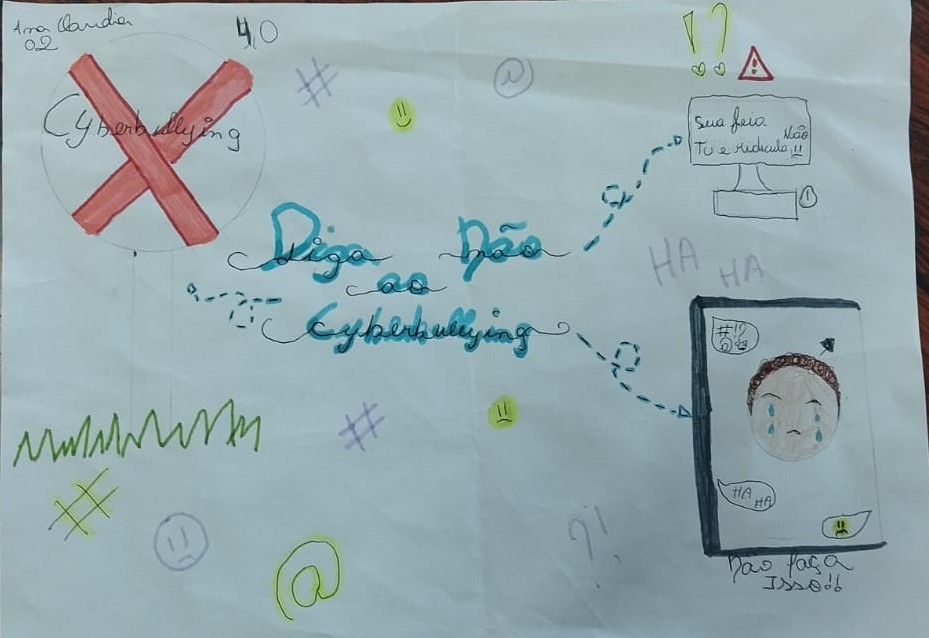 Ana Claudia
02
4,0
#
@
!?
Cyberbullying
Sua feia
Tu e ridicula
Não
!!
!
Diga Não
ao
Cyberbullying
HA HA
#!?
@
#
HA
HA
#
@
?!
Não faça
Isso!!